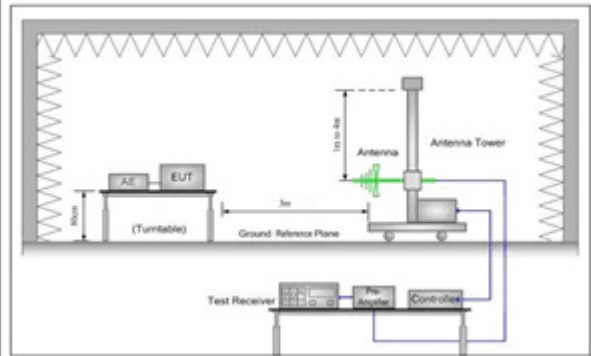 1m to 4m
Antenna
Antenna Tower
AE
EUT
80cm
(Turntable)
3m
Ground Reference Plane
Test Receiver
Pre-
Amplifier
Controller